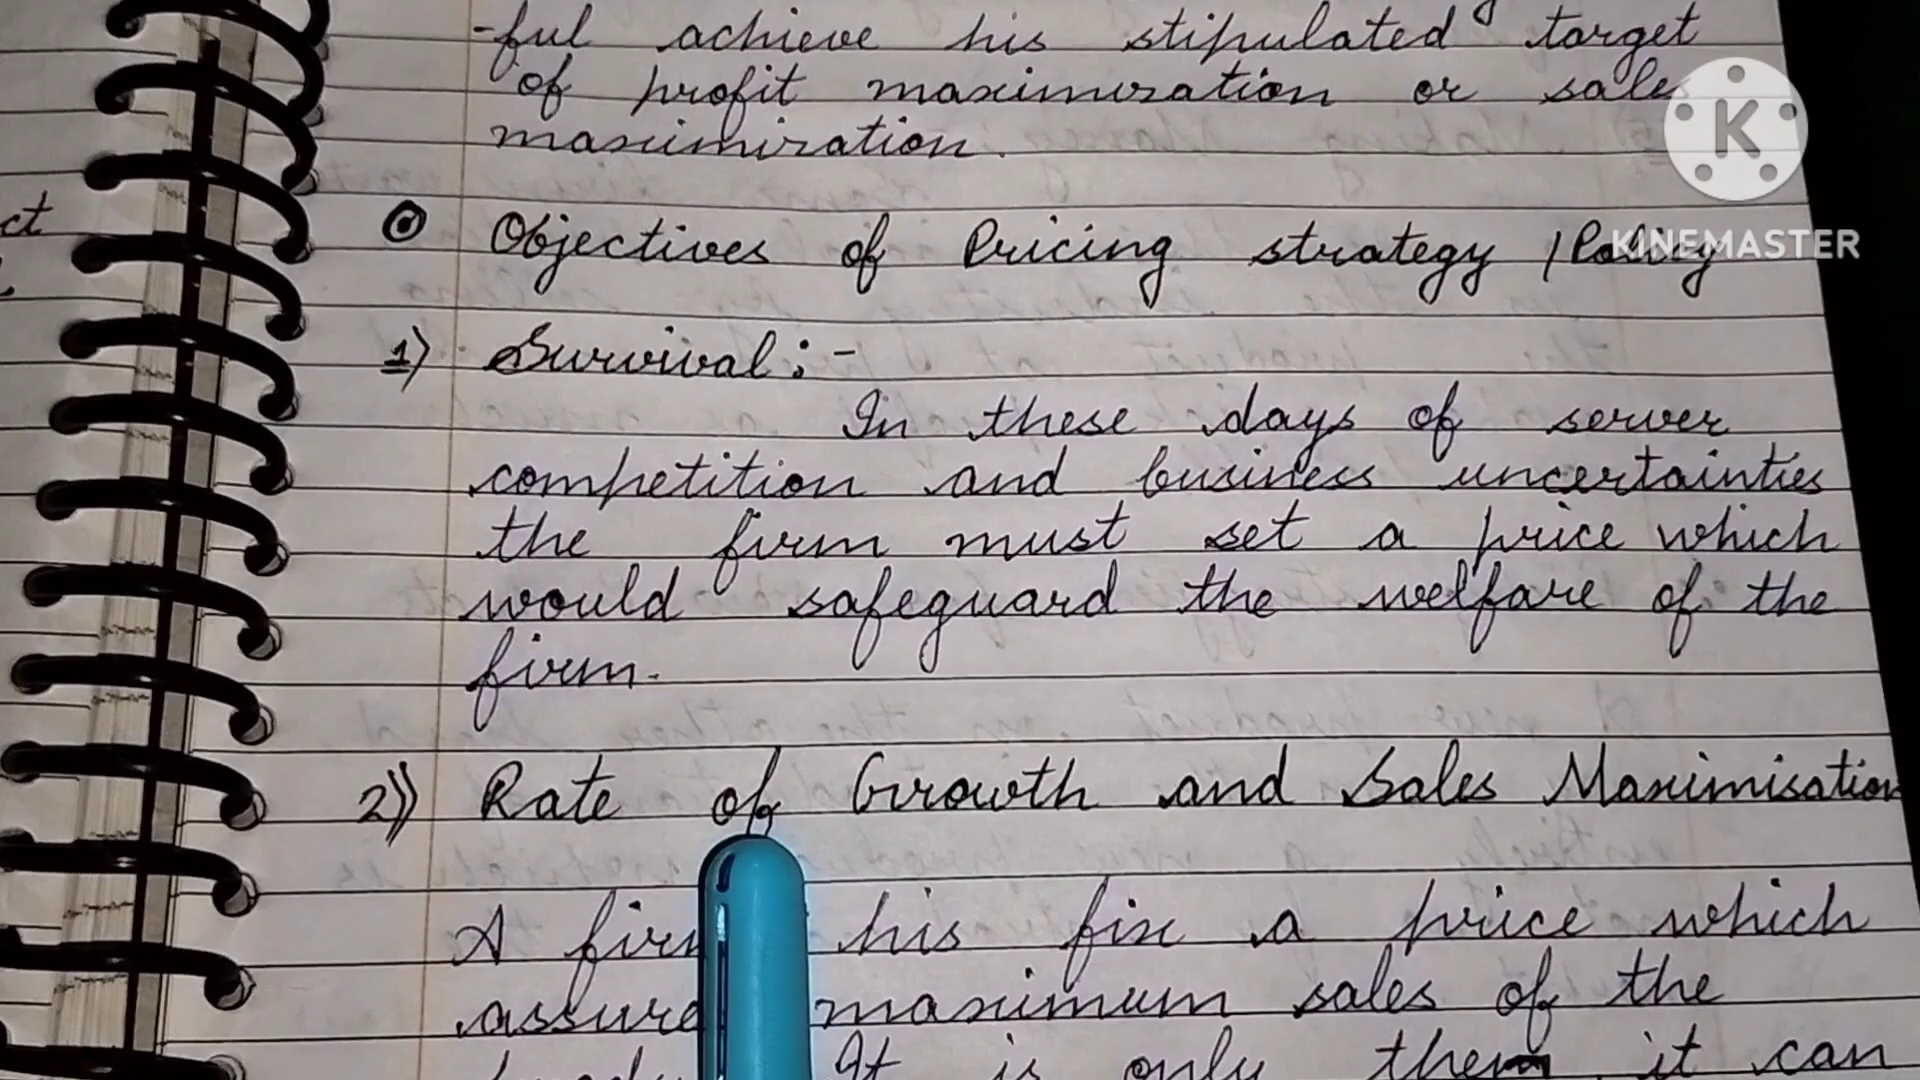 -ful achieve his stipulated target
of profit maximization or sales
maximization.
Objectives of Pricing strategy / Policy
1) Survival :-
In these days of server
competition and business uncertainties
the firm must set a price which
would safeguard the welfare of the
firm.
2) Rate of Growth and Sales Maximisation
A firm his fix a price which
assure maximum sales of the
It is only then it can
ct
K
KINEMASTER